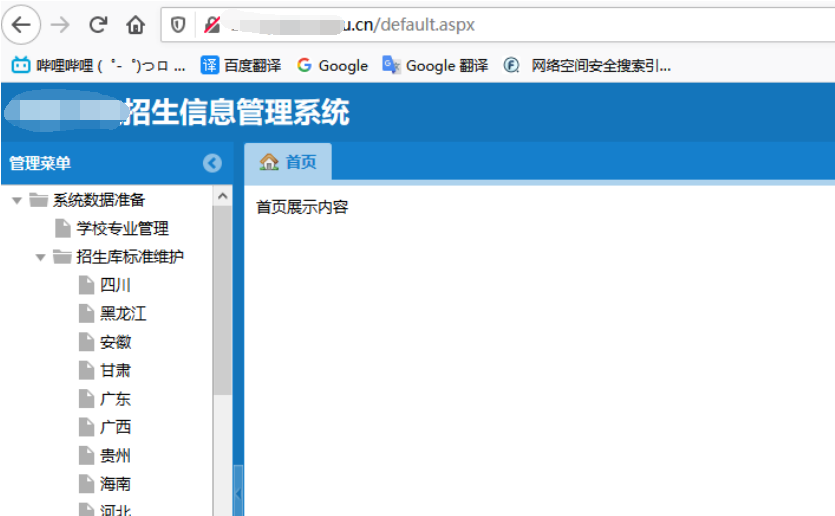 u.cn/default.aspx
哔哩哔哩 ( ゜- ゜)つロ ... 译 百度翻译 G Google Google 翻译 网络空间安全搜索引...
招生信息管理系统
管理菜单
首页
系统数据准备
首页展示内容
学校专业管理
招生库标准维护
四川
黑龙江
安徽
甘肃
广东
广西
贵州
海南
河北